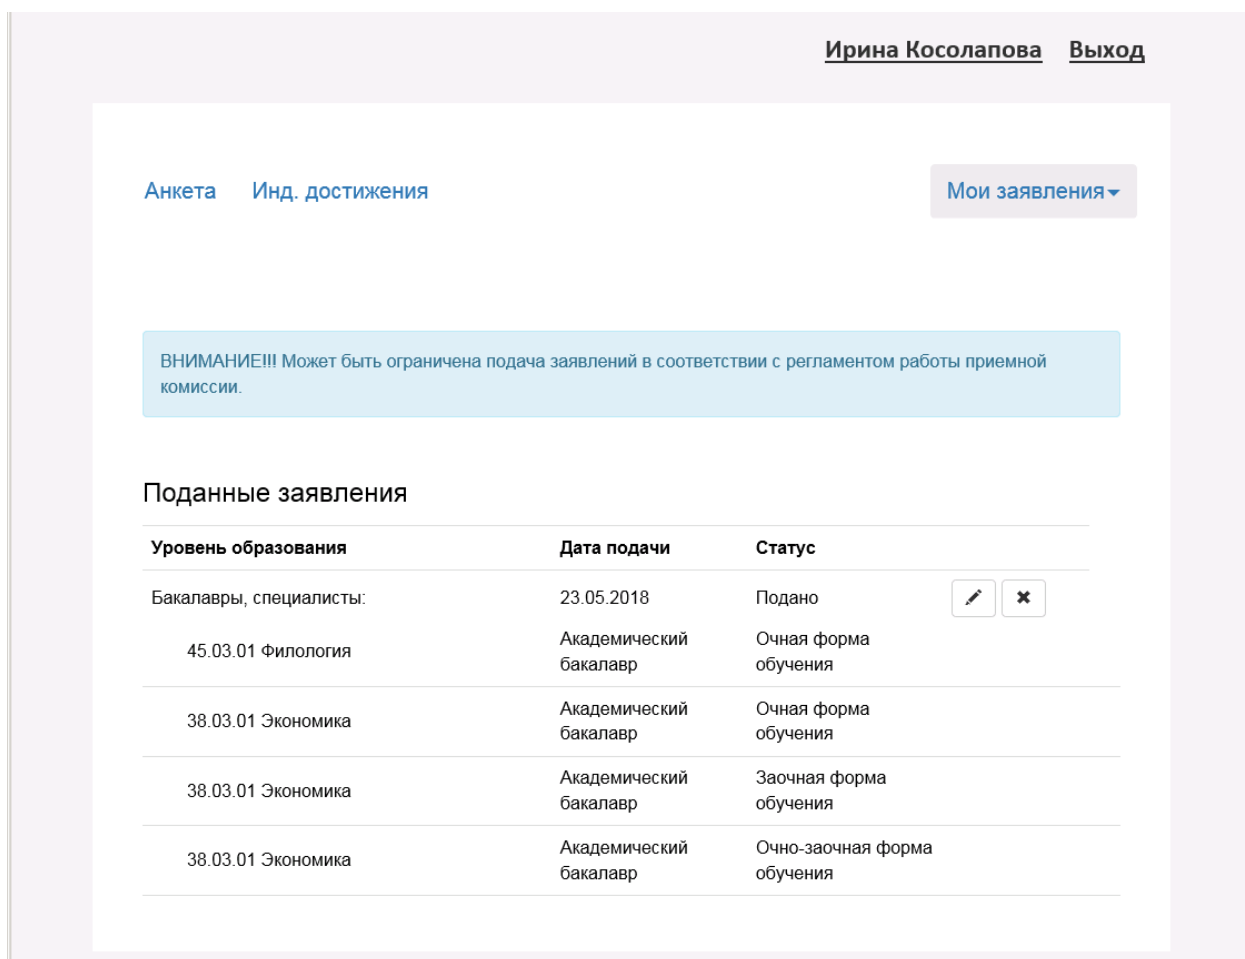 Ирина Косолапова Выход
Анкета Инд. достижения Мои заявления
ВНИМАНИЕ!!! Может быть ограничена подача заявлений в соответствии с регламентом работы приемной
комиссии.
Поданные заявления
Уровень образования Дата подачи Статус
Бакалавры, специалисты: 23.05.2018 Подано
45.03.01 Филология Академический бакалавр Очная форма обучения
38.03.01 Экономика Академический бакалавр Очная форма обучения
38.03.01 Экономика Академический бакалавр Заочная форма обучения
38.03.01 Экономика Академический бакалавр Очно-заочная форма обучения